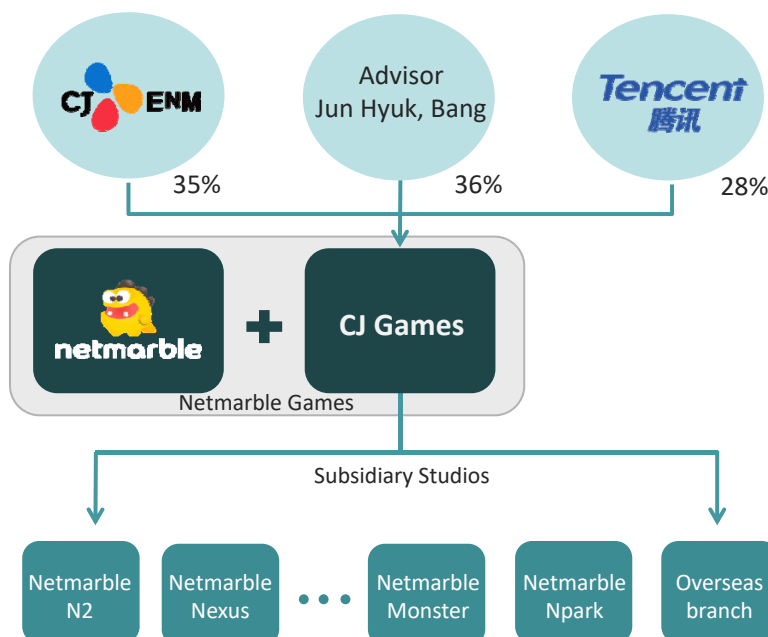 CJ ENM
Advisor
Jun Hyuk, Bang
Tencent
腾讯
35%
36%
28%
netmarble
CJ Games
Netmarble Games
Subsidiary Studios
Netmarble
N2
Netmarble
Nexus
Netmarble
Monster
Netmarble
Npark
Overseas
branch